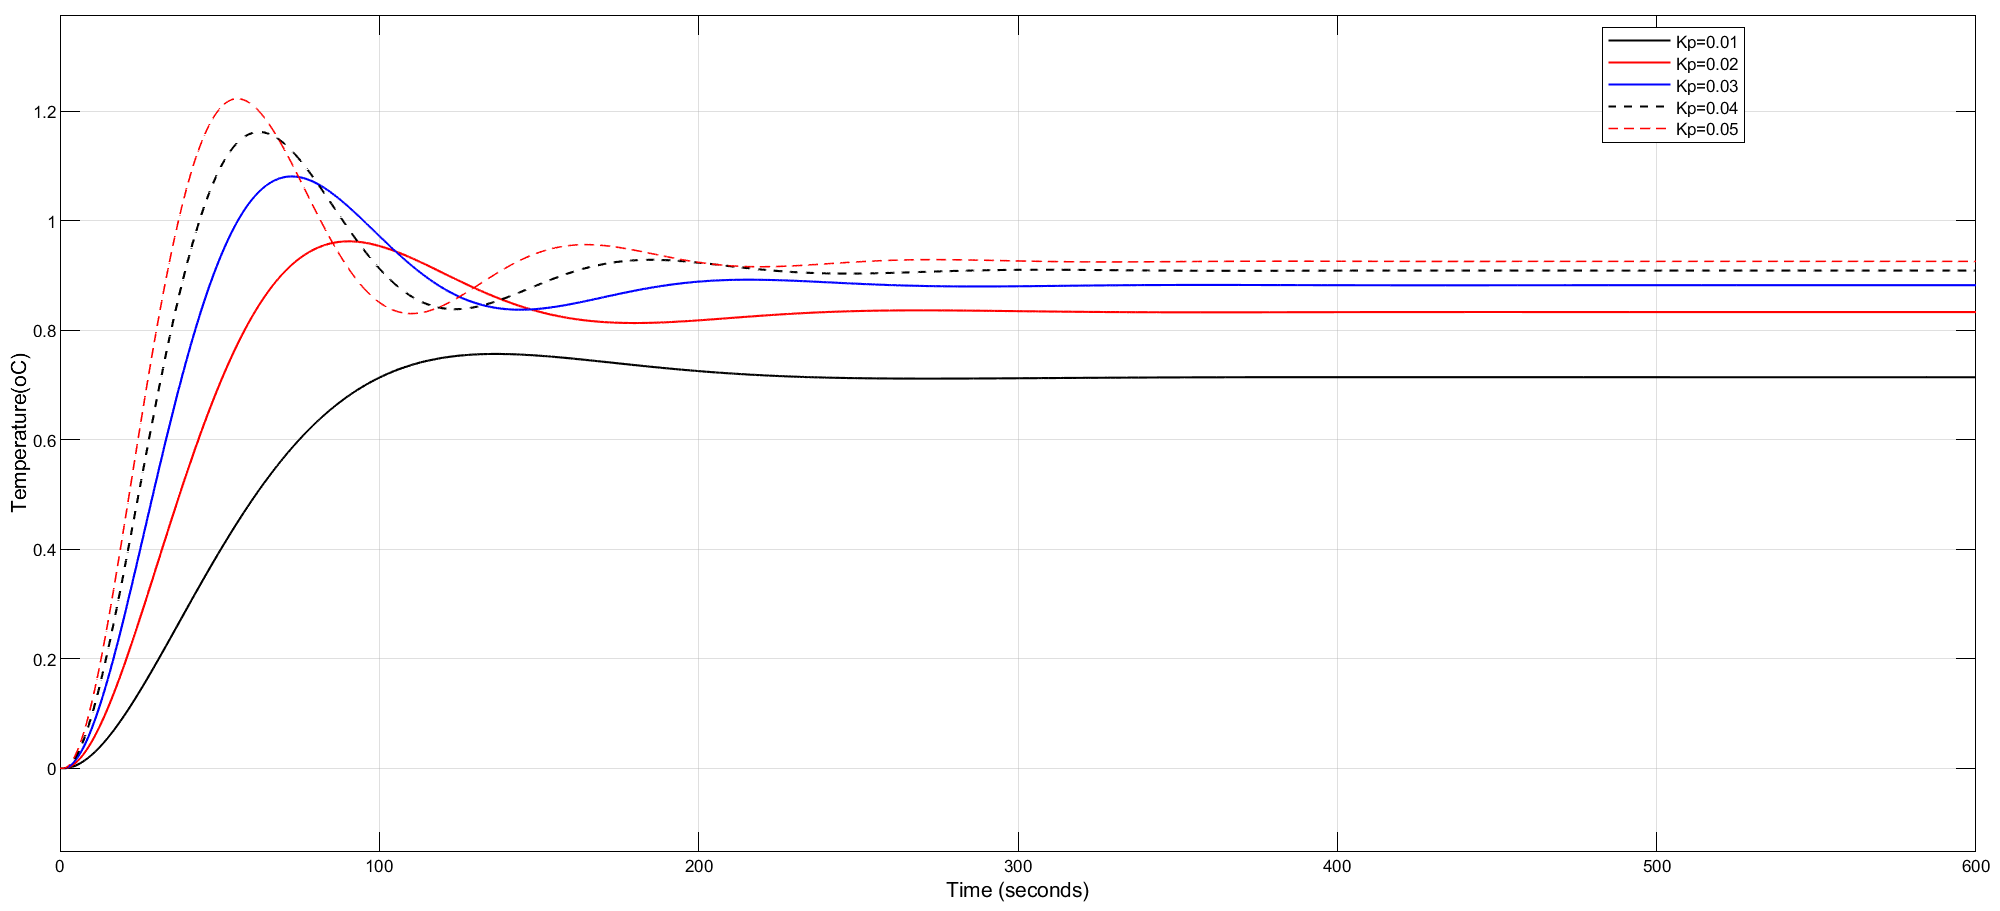 Kp=0.01
Kp=0.02
Kp=0.03
Kp=0.04
Kp=0.05
1.2
1
0.8
0.6
0.4
0.2
0
Temperature(oC)
0 100 200 300 400 500 600
Time (seconds)